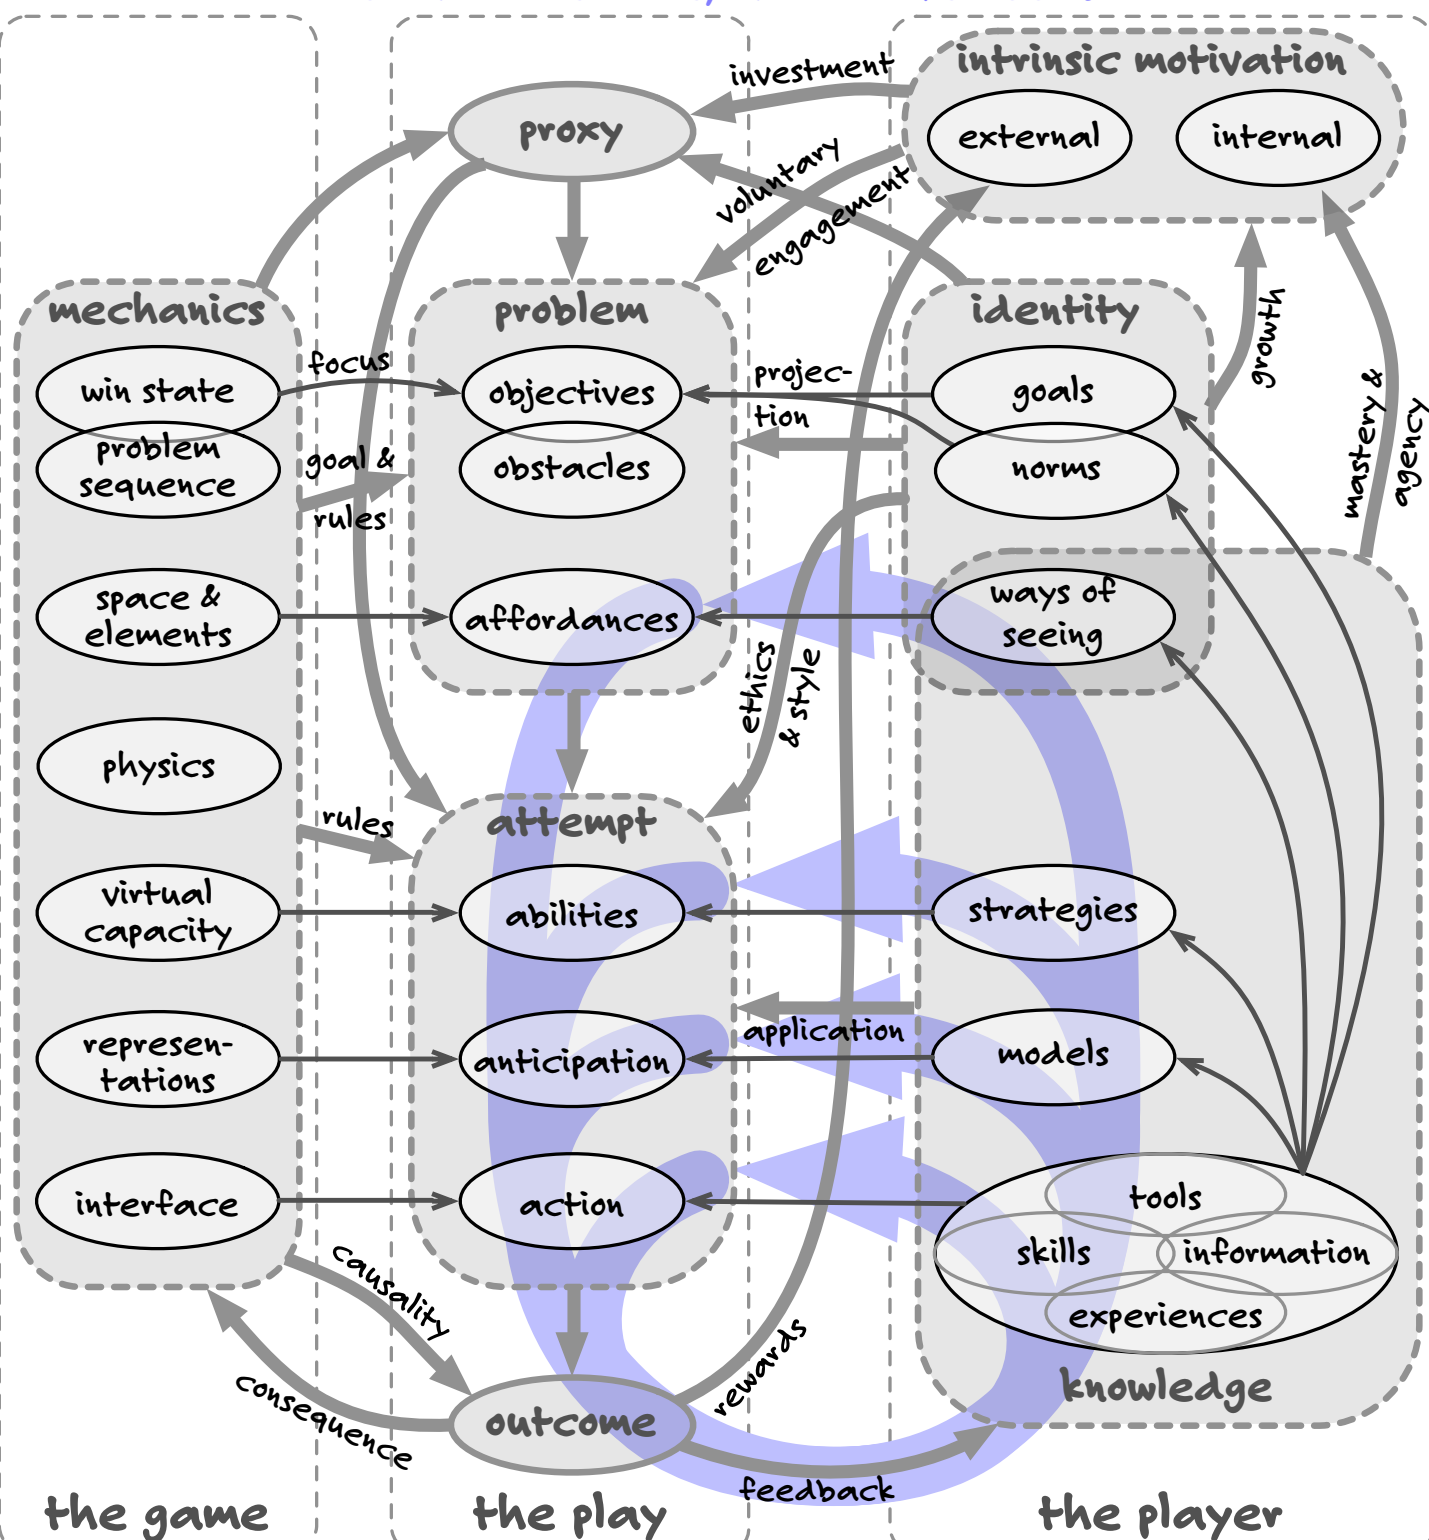 intrinsic motivation
external
internal
investment
proxy
voluntary
engagement
mechanics
win state
problem
sequence
space &
elements
physics
virtual
capacity
represen-
tations
interface
focus
goal &
rules
rules
problem
objectives
obstacles
affordances
attempt
abilities
anticipation
action
outcome
projec-
tion
ethics
& style
application
identity
goals
norms
ways of
seeing
growth
mastery &
agency
strategies
models
tools
skills
information
experiences
knowledge
causality
consequence
rewards
feedback
the game
the play
the player